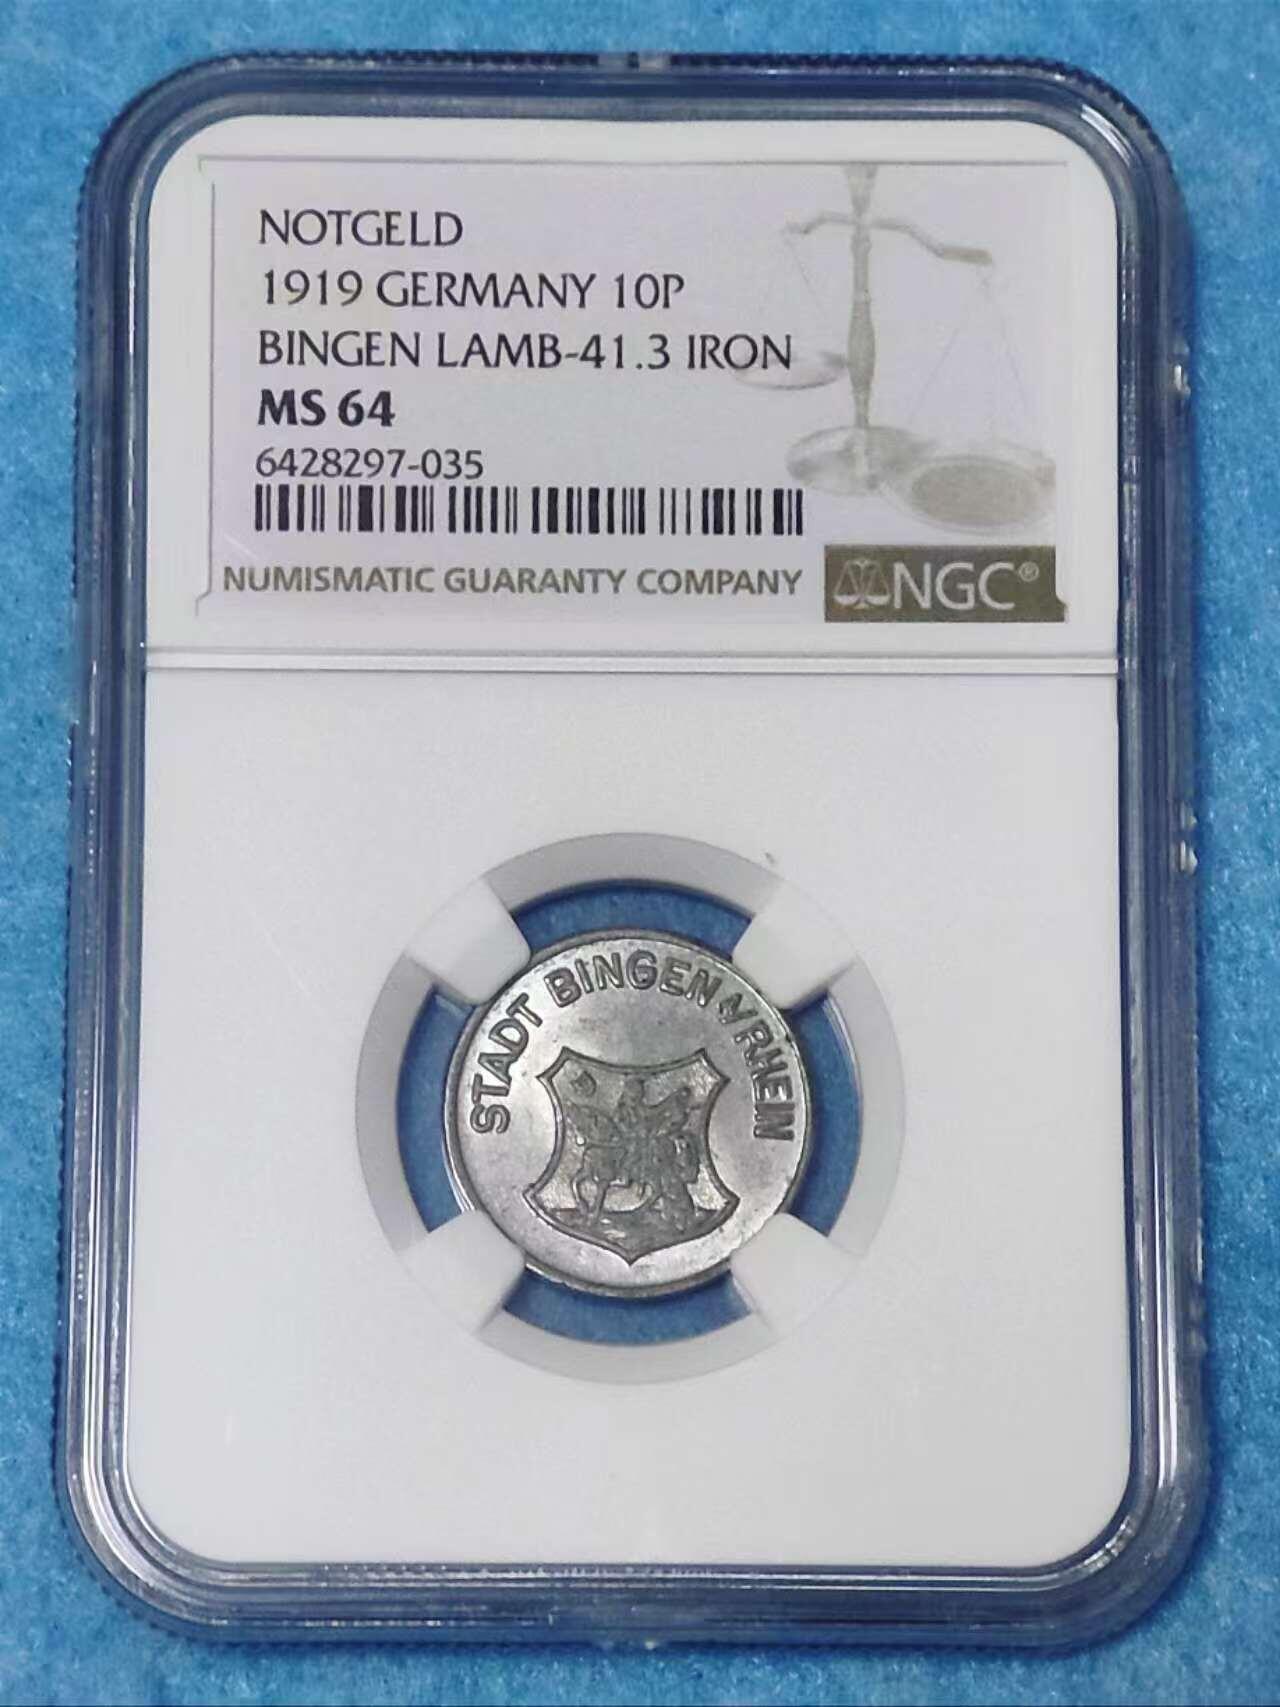 NOTGELD
1919 GERMANY 10P
BINGEN LAMB-41.3 IRON
MS 64
6428297-035
NUMISMATIC GUARANTY COMPANY
NGC®
STADT BINGEN A/RHEIN